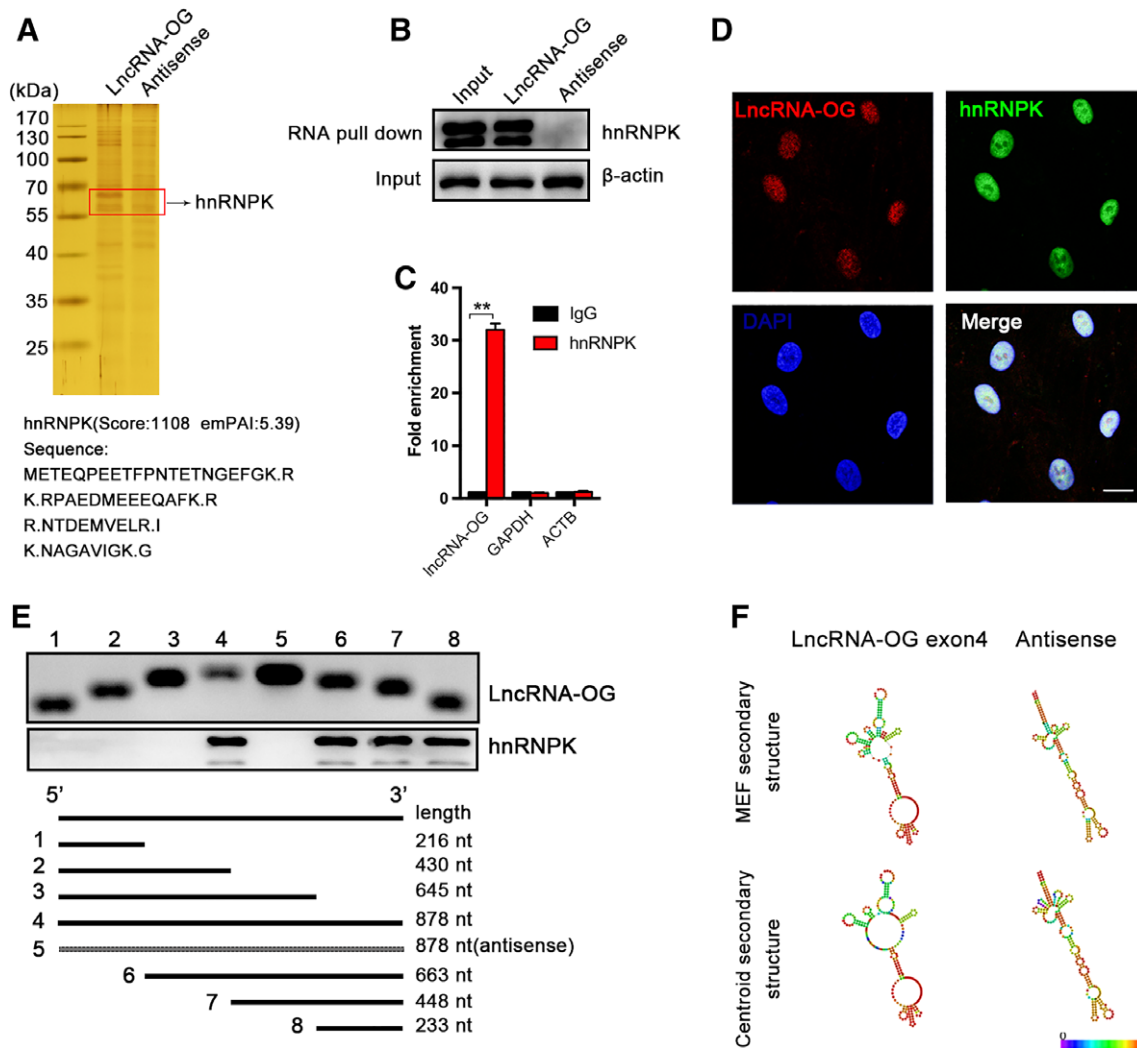 A
LncRNA-OG
Antisense
(kDa)
170
130
100
70
55
40
35
25
hnRNPK
hnRNPK(Score:1108 emPAI:5.39)
Sequence:
METEQPEETFPNTETNGEFGK.R
K.RPAEDMEEEQAFK.R
R.NTDEMVELR.I
K.NAGAVIGK.G
B
Input
LncRNA-OG
Antisense
RNA pull down
hnRNPK
Input
β-actin
C
Fold enrichment
40
30
20
10
0
**
IgG
hnRNPK
lncRNA-OG
GAPDH
ACTB
D
LncRNA-OG
hnRNPK
DAPI
Merge
E
1 2 3 4 5 6 7 8
LncRNA-OG
hnRNPK
5’ 3’
length
1 216 nt
2 430 nt
3 645 nt
4 878 nt
5 878 nt(antisense)
6 663 nt
7 448 nt
8 233 nt
F
LncRNA-OG exon4
Antisense
MEF secondary
structure
Centroid secondary
structure
0